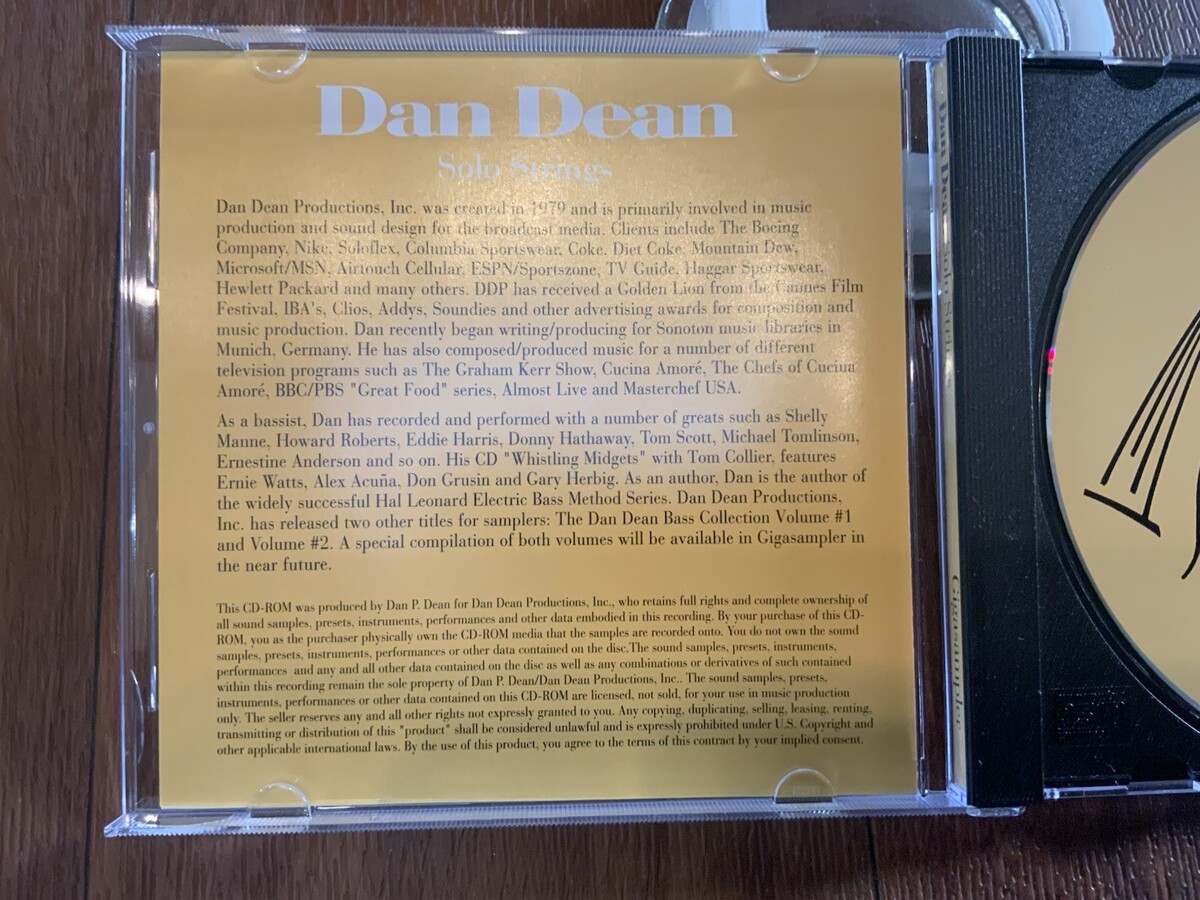 Dan Dean
Solo Strings
Dan Dean Productions, Inc. was created in 1979 and is primarily involved in music
production and sound design for the broadcast media. Clients include The Boeing
Company, Nike, Soloflex, Columbia Sportswear, Coke, Diet Coke, Mountain Dew,
Microsoft/MSN, Airtouch Cellular, ESPN/Sportszone, TV Guide, Haggar Sportswear,
Hewlett Packard and many others. DDP has received a Golden Lion from the Cannes Film
Festival, IBA's, Clios, Addys, Soundies and other advertising awards for composition and
music production. Dan recently began writing/producing for Sonoton music libraries in
Munich, Germany. He has also composed/produced music for a number of different
television programs such as The Graham Kerr Show, Cucina Amoré, The Chefs of Cucina
Amoré, BBC/PBS "Great Food" series, Almost Live and Masterchef USA.
As a bassist, Dan has recorded and performed with a number of greats such as Shelly
Manne, Howard Roberts, Eddie Harris, Donny Hathaway, Tom Scott, Michael Tomlinson,
Ernestine Anderson and so on. His CD "Whistling Midgets" with Tom Collier, features
Ernie Watts, Alex Acuña, Don Grusin and Gary Herbig. As an author, Dan is the author of
the widely successful Hal Leonard Electric Bass Method Series. Dan Dean Productions,
Inc. has released two other titles for samplers: The Dan Dean Bass Collection Volume #1
and Volume #2. A special compilation of both volumes will be available in Gigasampler in
the near future.
This CD-ROM was produced by Dan P. Dean for Dan Dean Productions, Inc., who retains full rights and complete ownership of
all sound samples, presets, instruments, performances and other data embodied in this recording. By your purchase of this CD-
ROM, you as the purchaser physically own the CD-ROM media that the samples are recorded onto. You do not own the sound
samples, presets, instruments, performances or other data contained on the disc.The sound samples, presets, instruments,
performances and any and all other data contained on the disc as well as any combinations or derivatives of such contained
within this recording remain the sole property of Dan P. Dean/Dan Dean Productions, Inc.. The sound samples, presets,
instruments, performances or other data contained on this CD-ROM are licensed, not sold, for your use in music production
only. The seller reserves any and all other rights not expressly granted to you. Any copying, duplicating, selling, leasing, renting,
transmitting or distribution of this "product" shall be considered unlawful and is expressly prohibited under U.S. Copyright and
other applicable international laws. By the use of this product, you agree to the terms of this contract by your implied consent.
Dan Dean Solo Strings
Gigasampler